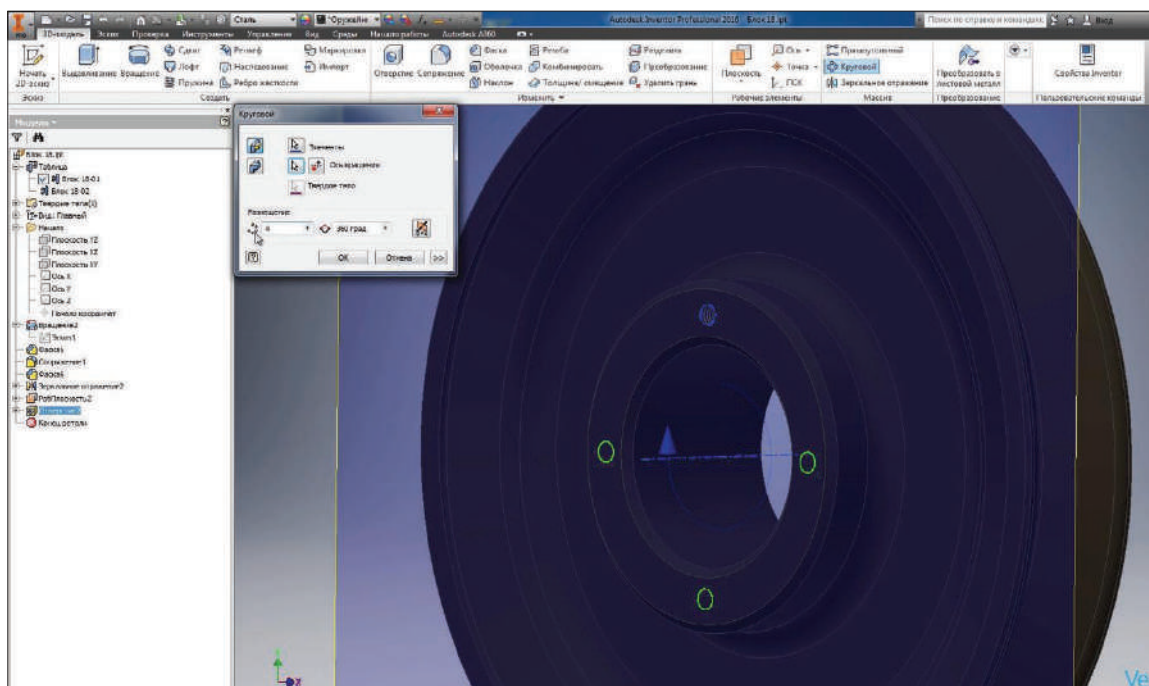 Сталь *Оружейн Autodesk Inventor Professional 2016 Блок 18.ipt Поиск по справке и командам Вход
PRO 3D-модель Эскиз Проверка Инструменты Управление Вид Среды Начало работы Autodesk A360
Начать 2D-эскиз
Выдавливание Вращение
Сдвиг Рельеф Маркировка
Лофт Наследование Импорт
Пружина Ребро жесткости
Отверстие Сопряжение
Фаска Резьба Разделить
Оболочка Комбинировать
Наклон Толщина/ смещение Удалить грань
Плоскость
Ось
Точка
ПСК
Прямоугольный
Круговой
Зеркальное отражение
Преобразовать в листовой металл
Свойства Inventor
Эскиз Создать Изменить Рабочие элементы Массив Преобразование Пользовательские команды
Модель
Блок 18.ipt
Таблица
Блок 18-01
Блок 18-02
Твердые тела(1)
Вид: Главный
Начало
Плоскость YZ
Плоскость XZ
Плоскость XY
Ось X
Ось Y
Ось Z
Начало координат
Вращение2
Эскиз1
Сопряжение1
Зеркальное отражение2
РабПлоскость2
Конец детали
Круговой
Элементы
Ось вращения
Твердое тело
Размещение
360 град
OK Отмена >>
X
Ve